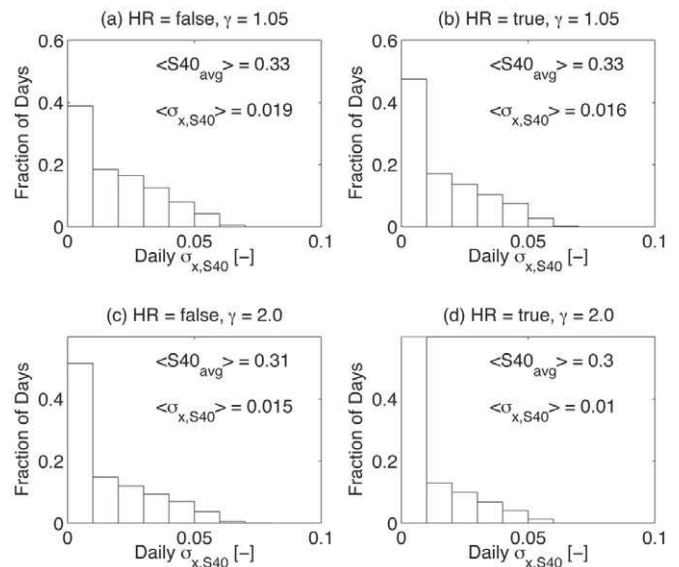 (a) HR = false, γ = 1.05
0.6
0.4
0.2
0
Fraction of Days
<S40avg> = 0.33
<σx,S40> = 0.019
0 0.05 0.1
Daily σx,S40 [–]
(b) HR = true, γ = 1.05
0.6
0.4
0.2
0
Fraction of Days
<S40avg> = 0.33
<σx,S40> = 0.016
0 0.05 0.1
Daily σx,S40 [–]
(c) HR = false, γ = 2.0
0.4
0.2
0
Fraction of Days
<S40avg> = 0.31
<σx,S40> = 0.015
0 0.05 0.1
Daily σx,S40 [–]
(d) HR = true, γ = 2.0
0.4
0.2
0
Fraction of Days
<S40avg> = 0.3
<σx,S40> = 0.01
0 0.05 0.1
Daily σx,S40 [–]